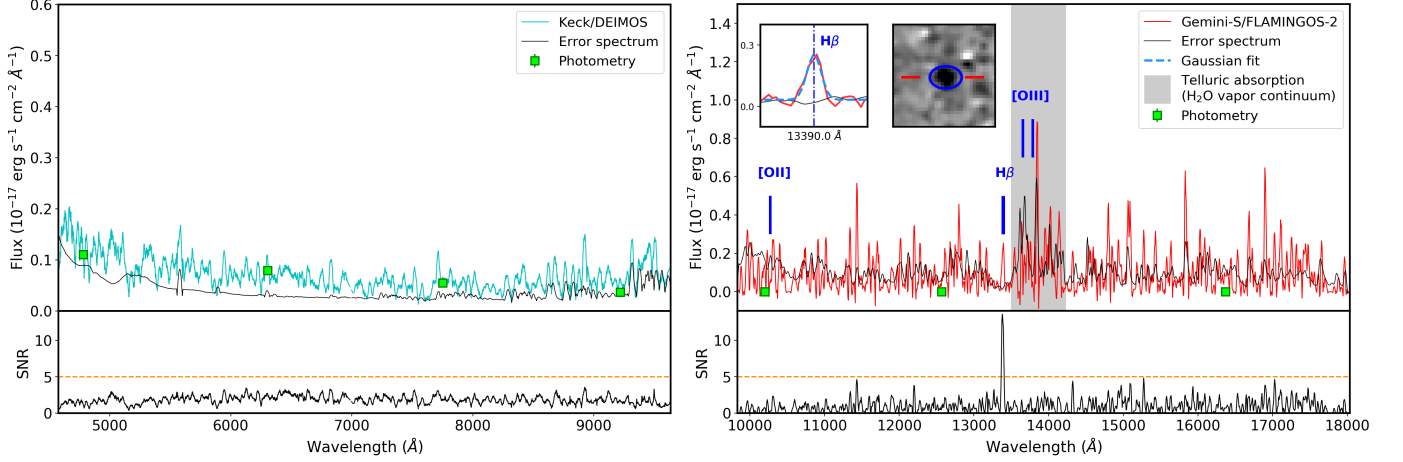 0.6
0.5
0.4
0.3
0.2
0.1
0.0
Flux (10⁻¹⁷ erg s⁻¹ cm⁻² Å⁻¹)
Keck/DEIMOS
Error spectrum
Photometry
10
5
0
SNR
5000
6000
7000
8000
9000
Wavelength (Å)
1.4
1.2
1.0
0.8
0.6
0.4
0.2
0.0
Flux (10⁻¹⁷ erg s⁻¹ cm⁻² Å⁻¹)
0.3
0.0
Hβ
13390.0 Å
Gemini-S/FLAMINGOS-2
Error spectrum
Gaussian fit
Telluric absorption
(H₂O vapor continuum)
Photometry
[OIII]
[OII]
Hβ
10
5
0
SNR
10000
11000
12000
13000
14000
15000
16000
17000
18000
Wavelength (Å)